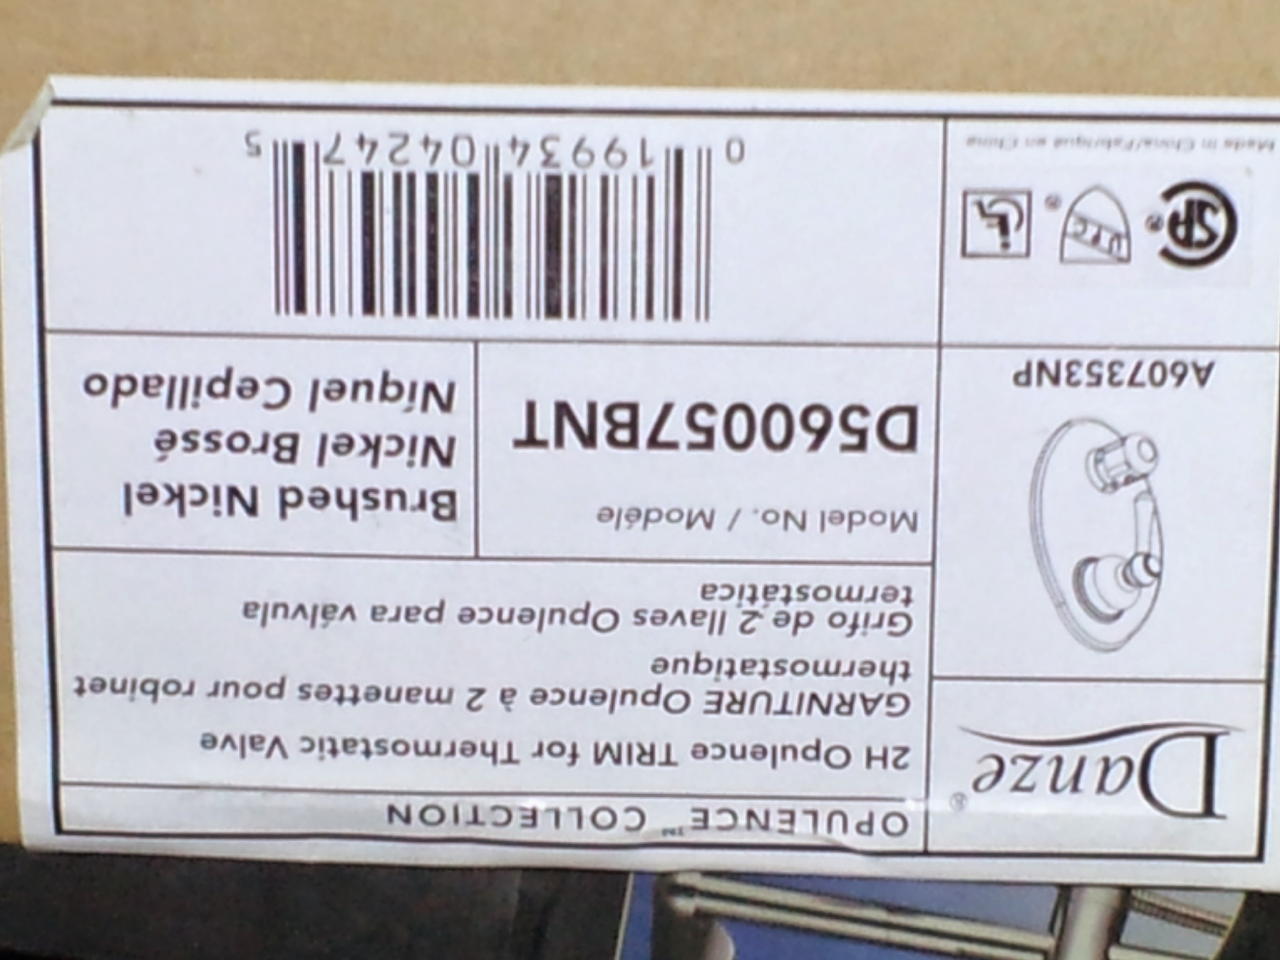 Danze®
OPULENCE™ COLLECTION
2H Opulence TRIM for Thermostatic Valve
GARNITURE Opulence à 2 manettes pour robinet
thermostatique
Grifo de 2 llaves Opulence para válvula
termostática
A607353NP
Model No. / Modéle
D560057BNT
Brushed Nickel
Nickel Brossé
Níquel Cepillado
CSA®
U.P.C®
Made in China/Fabriqué en Chine
0 19934 04247 5